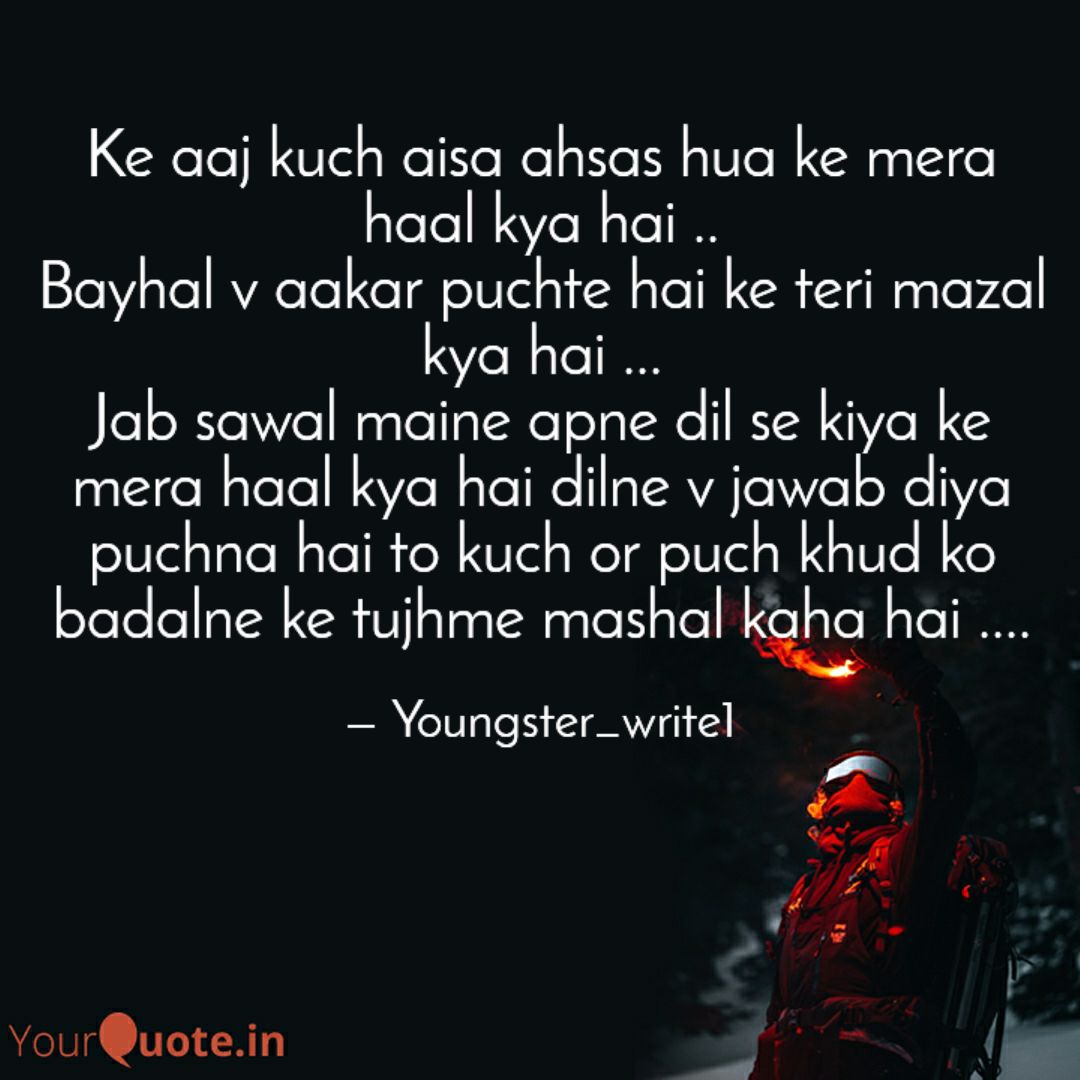 Ke aaj kuch aisa ahsas hua ke mera
haal kya hai ..
Bayhal v aakar puchte hai ke teri mazal
kya hai ...
Jab sawal maine apne dil se kiya ke
mera haal kya hai dilne v jawab diya
puchna hai to kuch or puch khud ko
badalne ke tujhme mashal kaha hai ....
– Youngster_write1
YourQuote.in